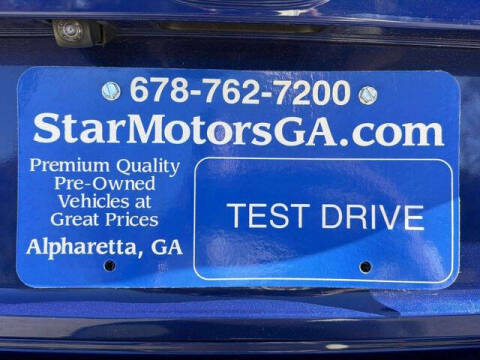 678-762-7200
StarMotorsGA.com
Premium Quality
Pre-Owned
Vehicles at
Great Prices
Alpharetta, GA
TEST DRIVE